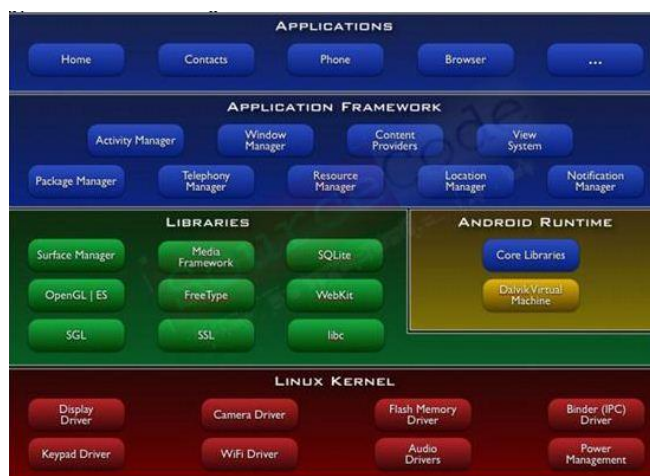 APPLICATIONS
Home Contacts Phone Browser ...
APPLICATION FRAMEWORK
Activity Manager Window Manager Content Providers View System
Package Manager Telephony Manager Resource Manager Location Manager Notification Manager
LIBRARIES
Surface Manager Media Framework SQLite
OpenGL | ES FreeType WebKit
SGL SSL libc
ANDROID RUNTIME
Core Libraries
Dalvik Virtual Machine
LINUX KERNEL
Display Driver Camera Driver Flash Memory Driver Binder (IPC) Driver
Keypad Driver WiFi Driver Audio Drivers Power Management